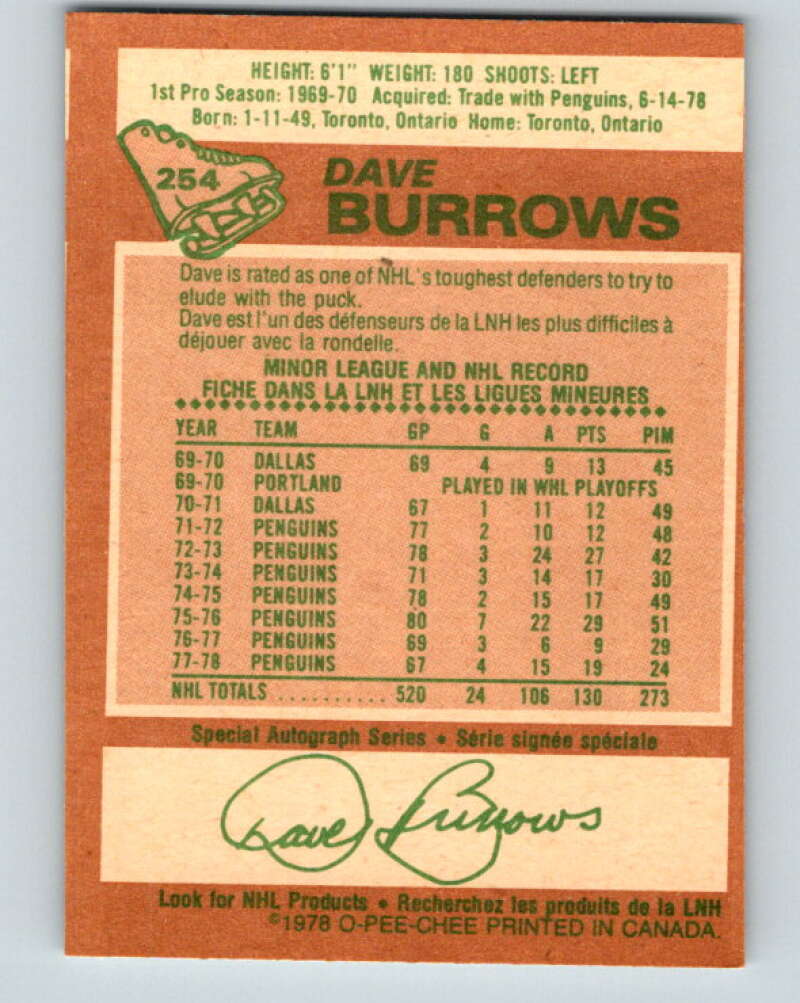 HEIGHT: 6'1" WEIGHT: 180 SHOOTS: LEFT
1st Pro Season: 1969-70 Acquired: Trade with Penguins, 6-14-78
Born: 1-11-49, Toronto, Ontario Home: Toronto, Ontario
254
DAVE
BURROWS
Dave is rated as one of NHL's toughest defenders to try to
elude with the puck.
Dave est l'un des défenseurs de la LNH les plus difficiles à
déjouer avec la rondelle.
MINOR LEAGUE AND NHL RECORD
FICHE DANS LA LNH ET LES LIGUES MINEURES
YEAR TEAM GP G A PTS PIM
69-70 DALLAS 69 4 9 13 45
69-70 PORTLAND PLAYED IN WHL PLAYOFFS
70-71 DALLAS 67 1 11 12 49
71-72 PENGUINS 77 2 10 12 48
72-73 PENGUINS 78 3 24 27 42
73-74 PENGUINS 71 3 14 17 30
74-75 PENGUINS 78 2 15 17 49
75-76 PENGUINS 80 7 22 29 51
76-77 PENGUINS 69 3 6 9 29
77-78 PENGUINS 67 4 15 19 24
NHL TOTALS .......... 520 24 106 130 273
Special Autograph Series • Série signée spéciale
Dave Burrows
Look for NHL Products • Recherchez les produits de la LNH
©1978 O-PEE-CHEE PRINTED IN CANADA.